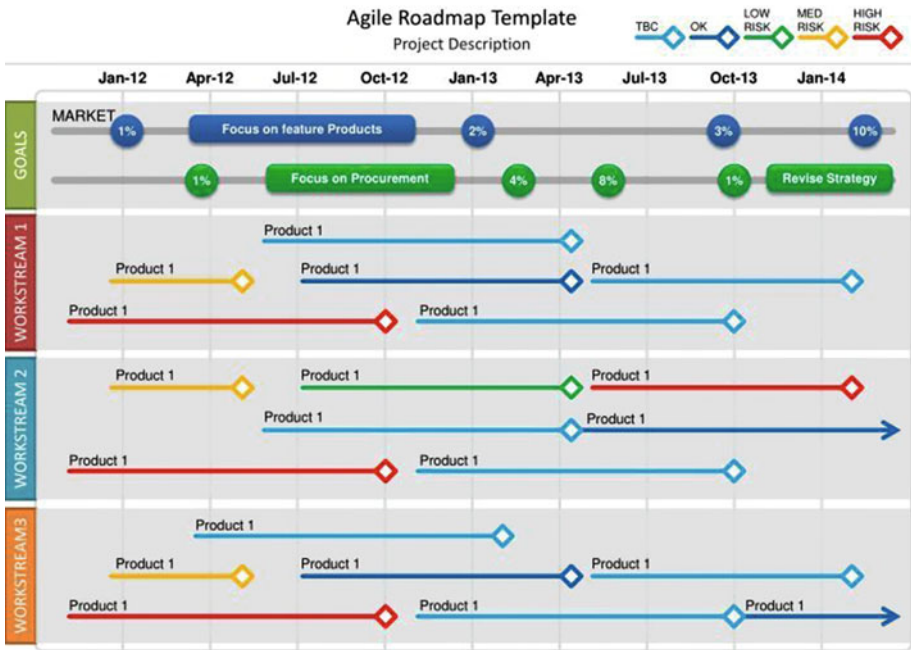 Agile Roadmap Template
Project Description
TBC OK LOW RISK MED RISK HIGH RISK
Jan-12 Apr-12 Jul-12 Oct-12 Jan-13 Apr-13 Jul-13 Oct-13 Jan-14
GOALS
MARKET
1% Focus on feature Products 2% 3% 10%
1% Focus on Procurement 4% 8% 1% Revise Strategy
WORKSTREAM 1
Product 1
Product 1 Product 1 Product 1
Product 1 Product 1
WORKSTREAM 2
Product 1 Product 1 Product 1
Product 1 Product 1
Product 1 Product 1
WORKSTREAM3
Product 1
Product 1 Product 1 Product 1
Product 1 Product 1 Product 1